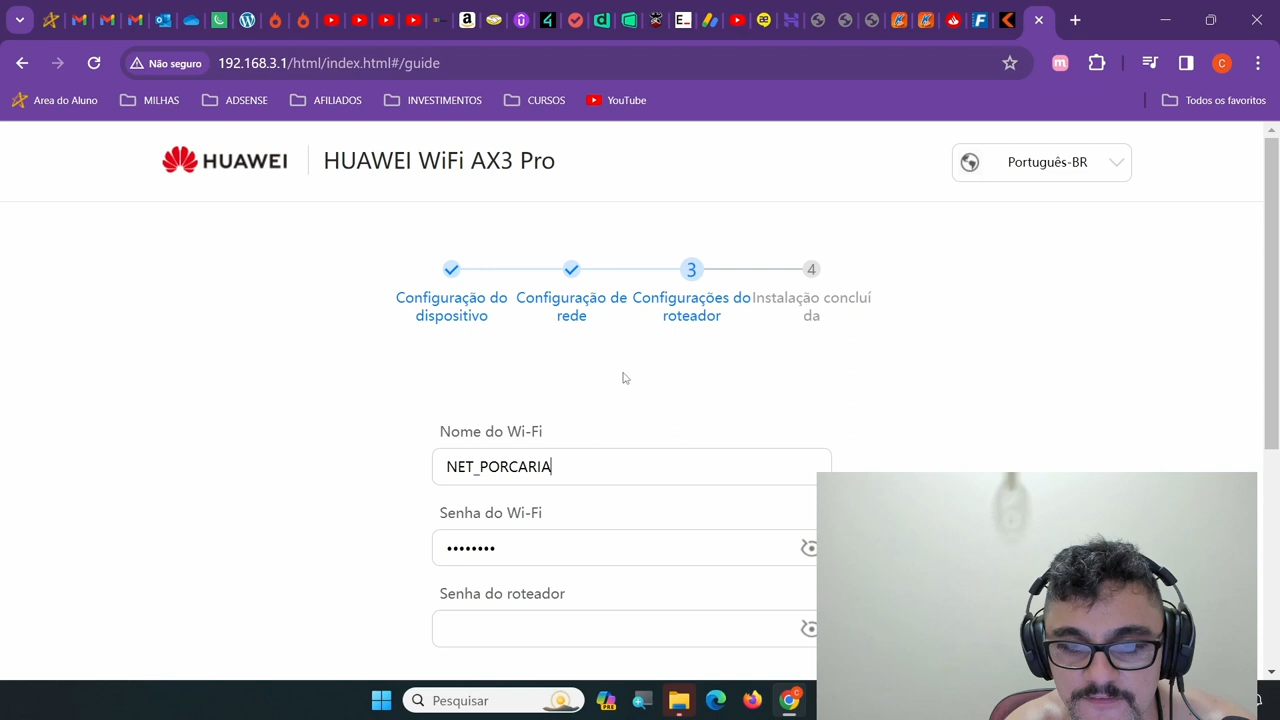 Não seguro 192.168.3.1/html/index.html#/guide
Area do Aluno MILHAS ADSENSE AFILIADOS INVESTIMENTOS CURSOS YouTube Todos os favoritos
HUAWEI HUAWEI WiFi AX3 Pro Português-BR
3 4
Configuração do Configuração de Configurações do Instalação concluí
dispositivo rede roteador da
Nome do Wi-Fi
NET_PORCARIA
Senha do Wi-Fi
••••••••
Senha do roteador
Pesquisar